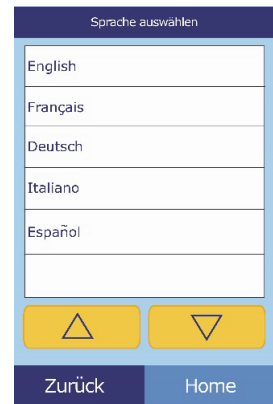 Sprache auswählen
English
Français
Deutsch
Italiano
Español
Zurück
Home